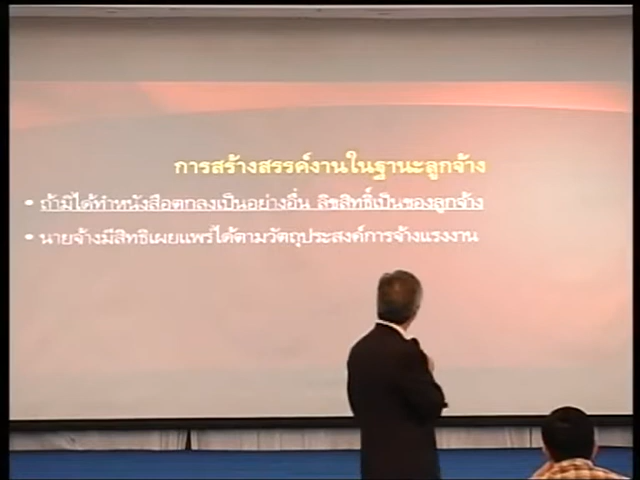 การสร้างสรรค์งานในฐานะลูกจ้าง
• ถ้ามิได้ทำหนังสือตกลงเป็นอย่างอื่น ลิขสิทธิ์เป็นของลูกจ้าง
• นายจ้างมีสิทธิเผยแพร่ได้ตามวัตถุประสงค์การจ้างแรงงาน